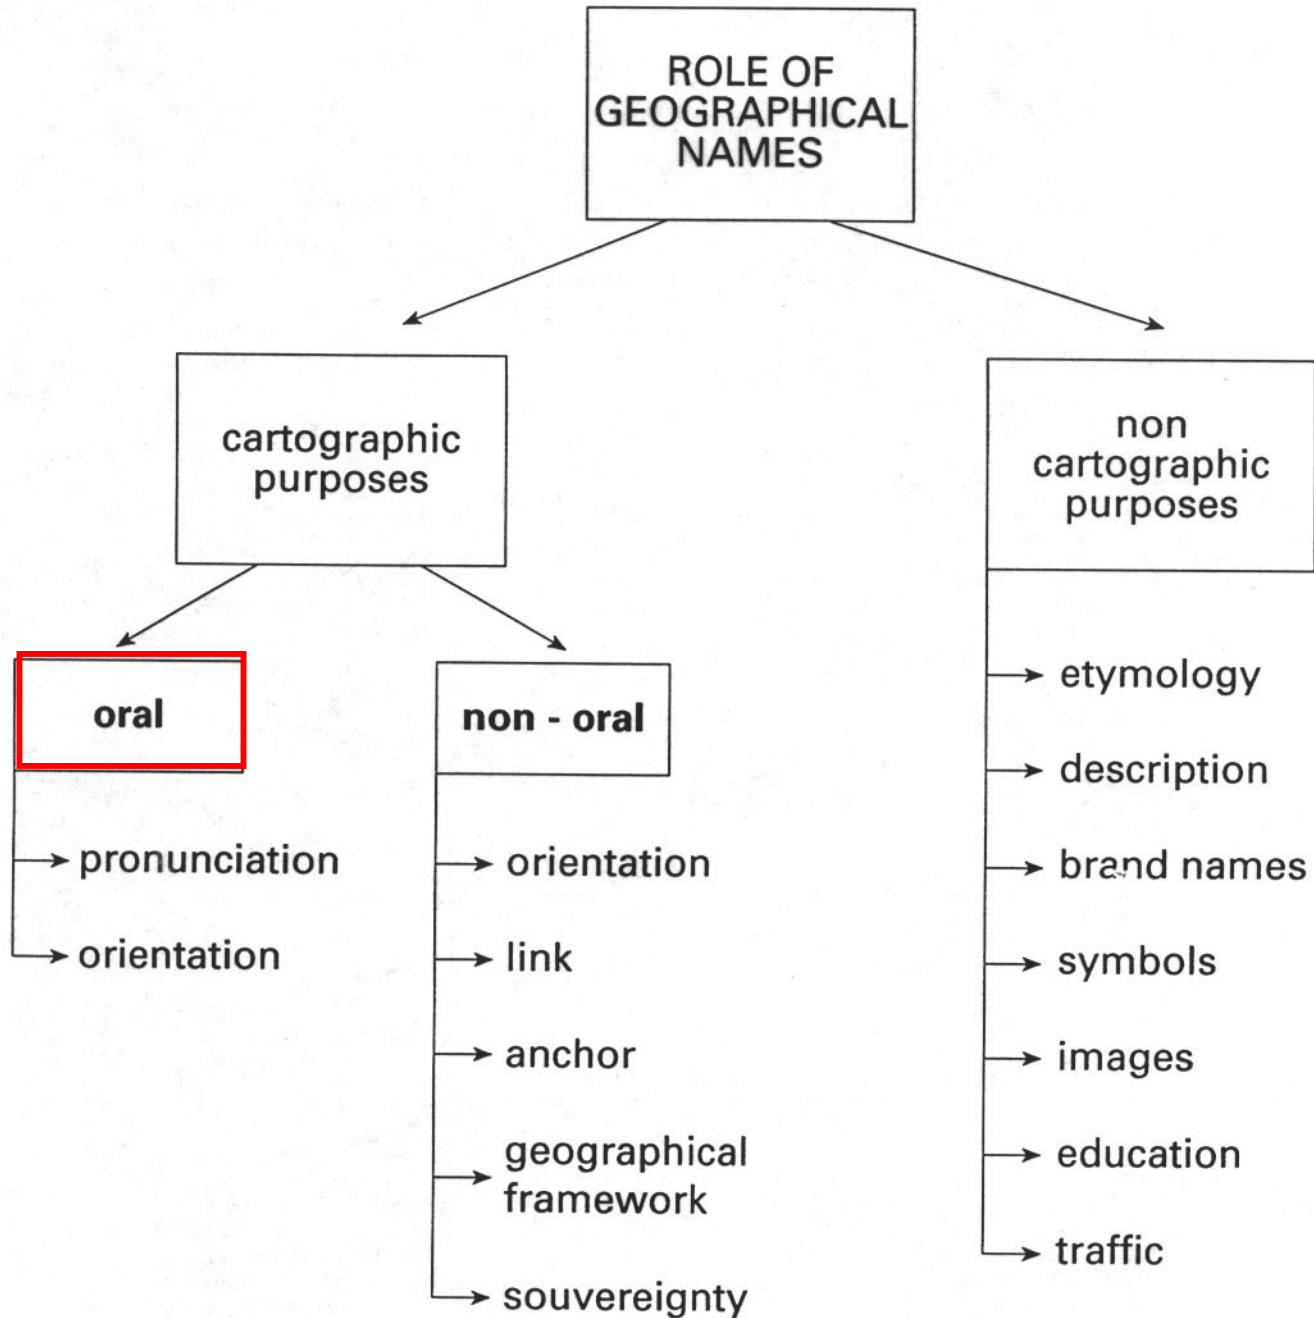 ROLE OF
GEOGRAPHICAL
NAMES
cartographic
purposes
non
cartographic
purposes
oral
pronunciation
orientation
non - oral
orientation
link
anchor
geographical
framework
souvereignty
etymology
description
brand names
symbols
images
education
traffic